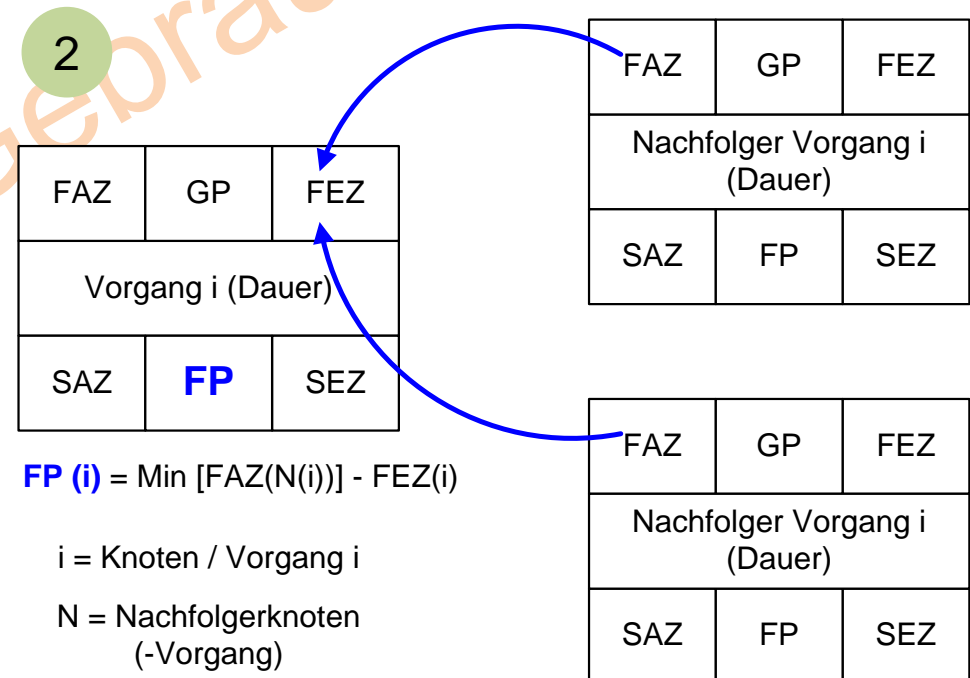 2
FAZ GP FEZ
Nachfolger Vorgang i
(Dauer)
SAZ FP SEZ
FAZ GP FEZ
Vorgang i (Dauer)
SAZ FP SEZ
FP (i) = Min [FAZ(N(i))] - FEZ(i)
i = Knoten / Vorgang i
N = Nachfolgerknoten
(-Vorgang)
FAZ GP FEZ
Nachfolger Vorgang i
(Dauer)
SAZ FP SEZ